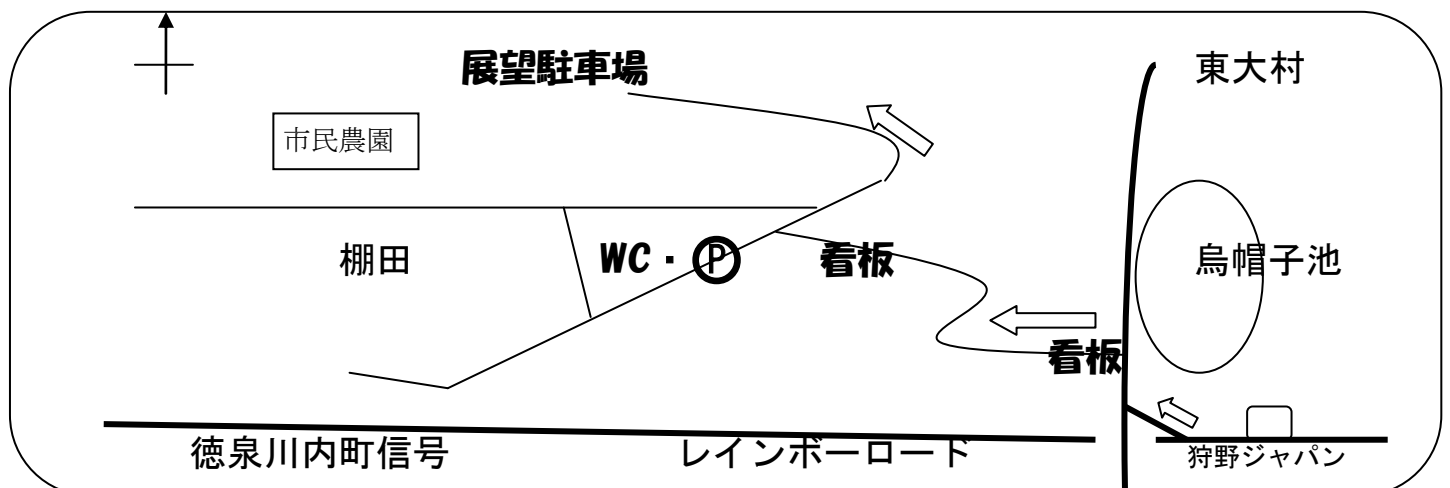 展望駐車場
東大村
市民農園
棚田
WC・Ⓟ
看板
烏帽子池
看板
徳泉川内町信号
レインボーロード
狩野ジャパン